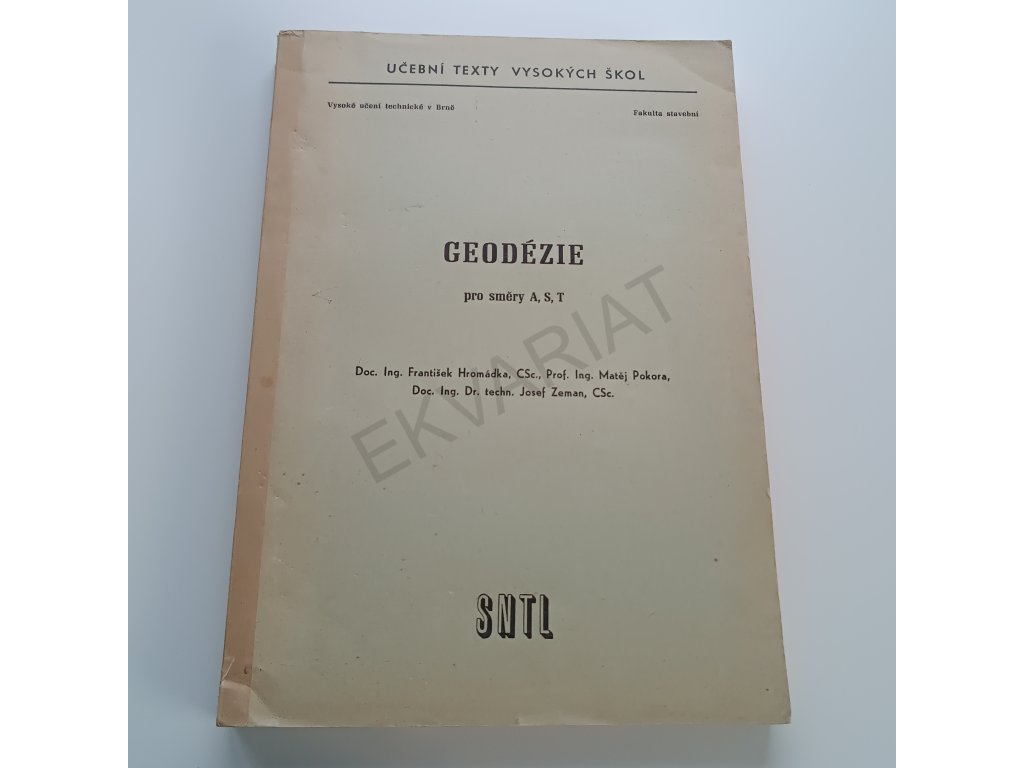 UČEBNÍ TEXTY VYSOKÝCH ŠKOL
Vysoké učení technické v Brně
Fakulta stavební
GEODÉZIE
pro směry A, S, T
Doc. Ing. František Hromádka, CSc., Prof. Ing. Matěj Pokora,
Doc. Ing. Dr. techn. Josef Zeman, CSc.
EKVARIAT
SNTL